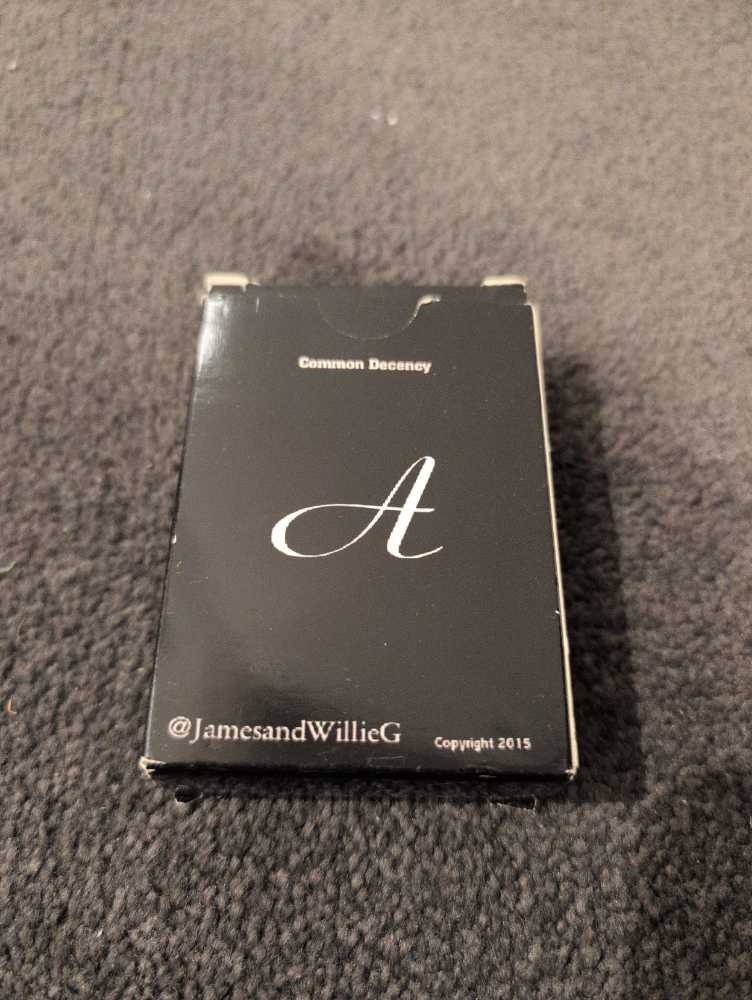 Common Decency
A
@JamesandWillieG
Copyright 2015